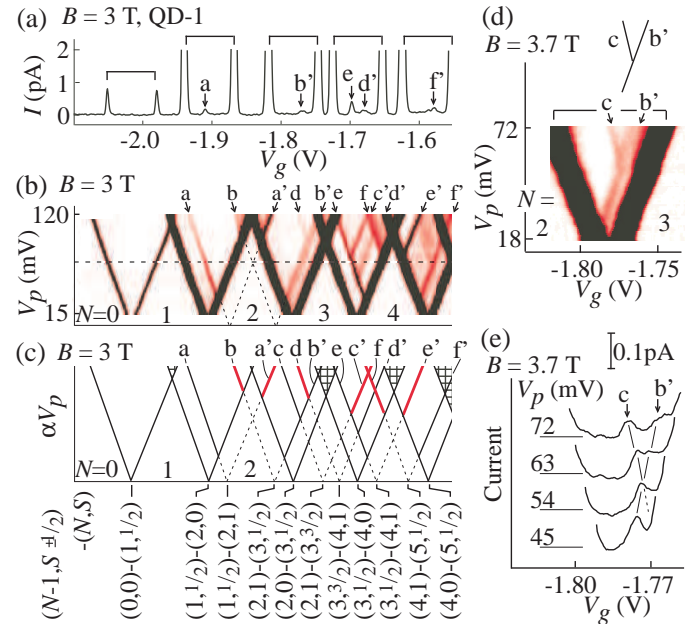 (a) B = 3 T, QD-1
I (pA)
2
1
0
a
b'
e
d'
f'
-2.0 -1.9 -1.8 -1.7 -1.6
V_g (V)
(b) B = 3 T
a b a' d b' e f c' d' e' f'
V_p (mV)
120
15
N=0 1 2 3 4
(c) B = 3 T
a b a' c d b' e c' f d' e' f'
αV_p
N=0 1 2
(N-1,S ±1/2)
-(N,S)
(0,0)-(1,1/2)
(1,1/2)-(2,0)
(1,1/2)-(2,1)
(2,1)-(3,1/2)
(2,0)-(3,1/2)
(2,1)-(3,3/2)
(3,3/2)-(4,1)
(3,1/2)-(4,0)
(3,1/2)-(4,1)
(4,1)-(5,1/2)
(4,0)-(5,1/2)
(d)
B = 3.7 T
c b'
c b'
V_p (mV)
72
18
N =
2 3
-1.80 -1.74
V_g (V)
(e)
B = 3.7 T
0.1pA
V_p (mV)
c b'
72
63
54
45
Current
-1.80 -1.77
V_g (V)